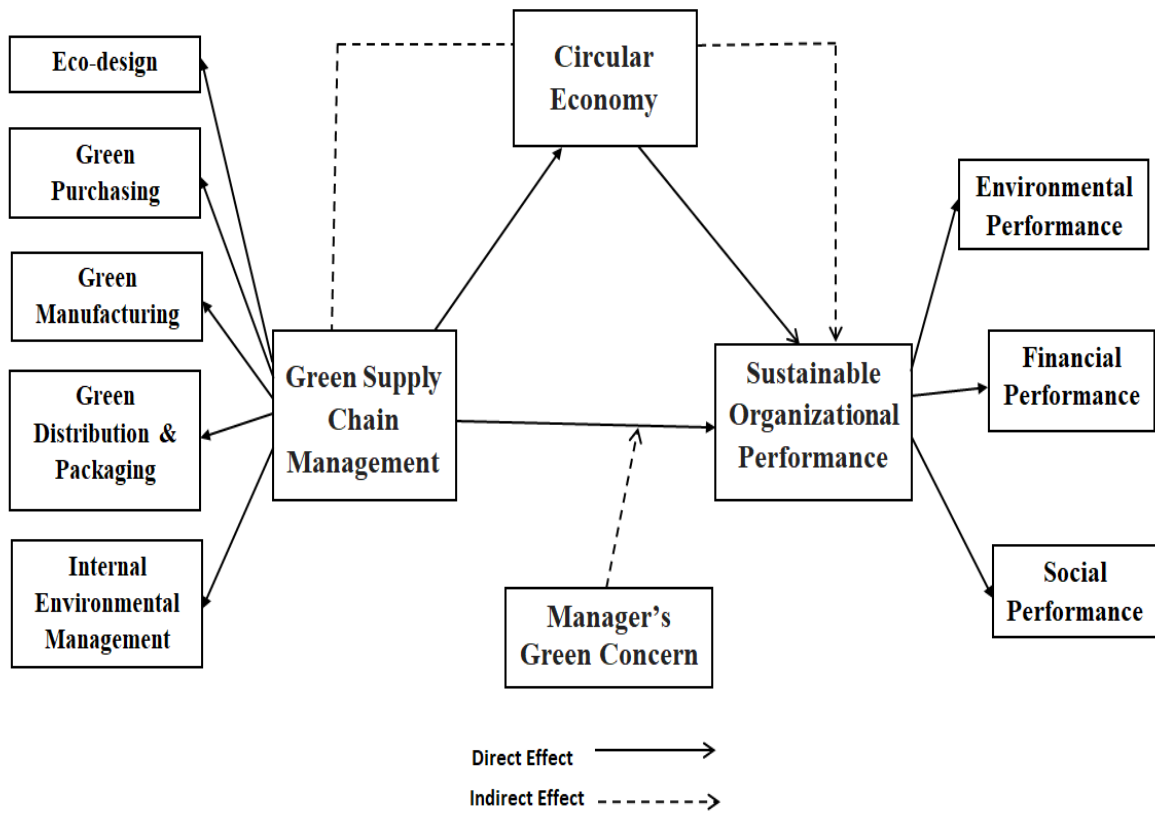 Eco-design
Green
Purchasing
Green
Manufacturing
Green
Distribution &
Packaging
Internal
Environmental
Management
Green Supply
Chain
Management
Circular
Economy
Manager’s
Green Concern
Sustainable
Organizational
Performance
Environmental
Performance
Financial
Performance
Social
Performance
Direct Effect
Indirect Effect